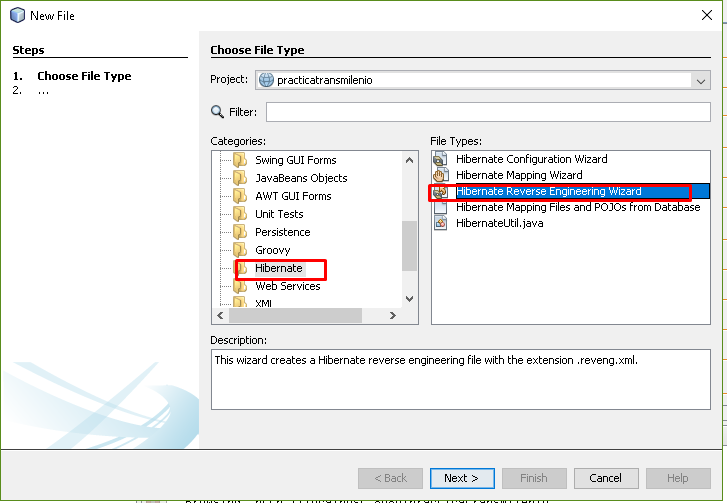 New File
Steps
1. Choose File Type
2. ...
Choose File Type
Project: practicatransmilenio
Filter:
Categories:
Swing GUI Forms
JavaBeans Objects
AWT GUI Forms
Unit Tests
Persistence
Groovy
Hibernate
Web Services
XML
File Types:
Hibernate Configuration Wizard
Hibernate Mapping Wizard
Hibernate Reverse Engineering Wizard
Hibernate Mapping Files and POJOs from Database
HibernateUtil.java
Description:
This wizard creates a Hibernate reverse engineering file with the extension .reveng.xml.
< Back
Next >
Finish
Cancel
Help